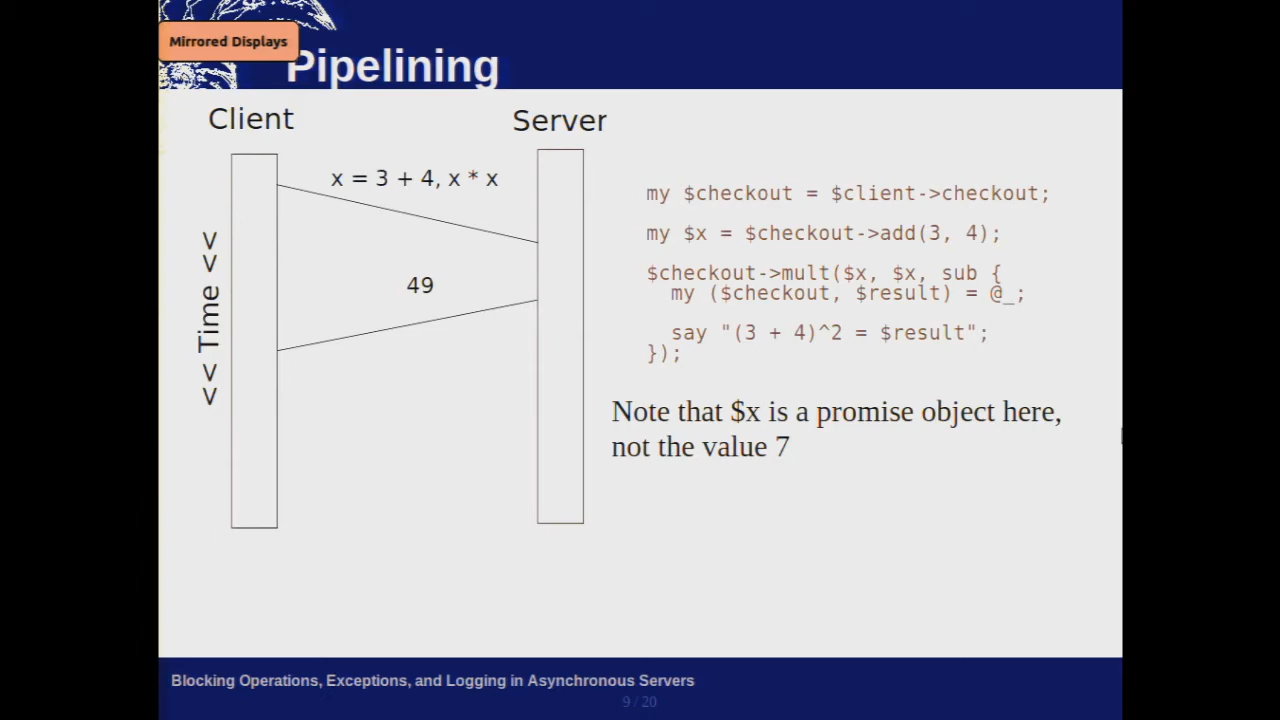 Mirrored Displays
Pipelining
Client
Server
x = 3 + 4, x * x
49
<< Time <<
my $checkout = $client->checkout;
my $x = $checkout->add(3, 4);
$checkout->mult($x, $x, sub {
my ($checkout, $result) = @_;
say "(3 + 4)^2 = $result";
});
Note that $x is a promise object here,
not the value 7
Blocking Operations, Exceptions, and Logging in Asynchronous Servers
9 / 20